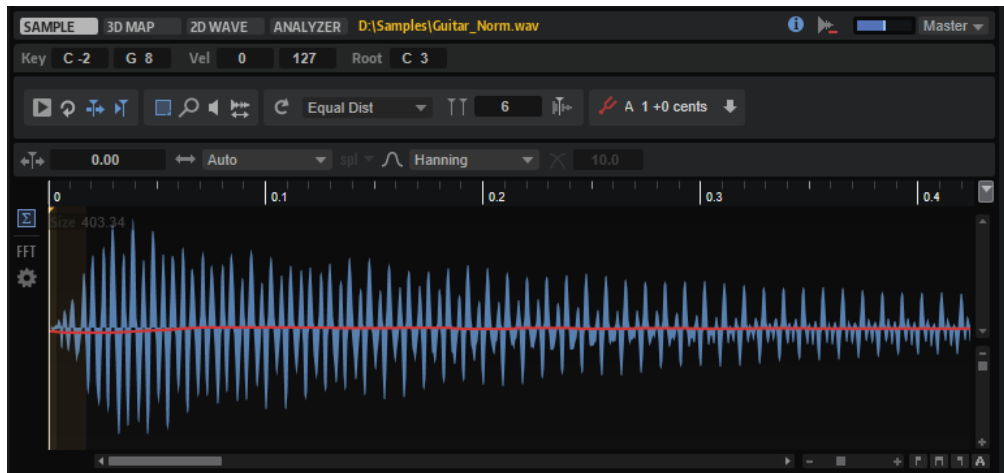 SAMPLE 3D MAP 2D WAVE ANALYZER D:\Samples\Guitar_Norm.wav i Master
Key C -2 G 8 Vel 0 127 Root C 3
Equal Dist 6 A 1 +0 cents
0.00 Auto spl Hanning 10.0
0 0.1 0.2 0.3 0.4
Σ Size 403.34
FFT
A